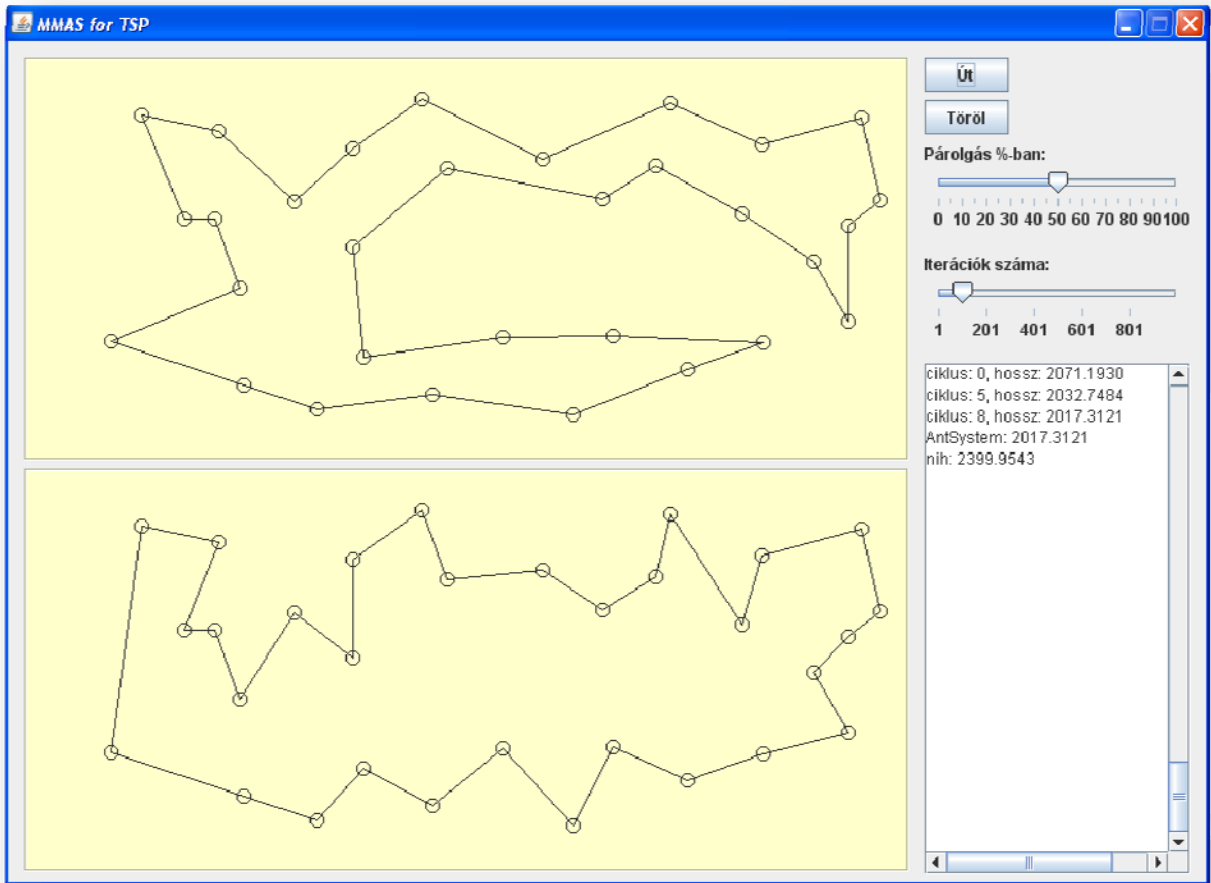 MMAS for TSP
Út
Töröl
Párolgás %-ban:
0 10 20 30 40 50 60 70 80 90 100
Iterációk száma:
1 201 401 601 801
ciklus: 0, hossz: 2071.1930
ciklus: 5, hossz: 2032.7484
ciklus: 8, hossz: 2017.3121
AntSystem: 2017.3121
nih: 2399.9543